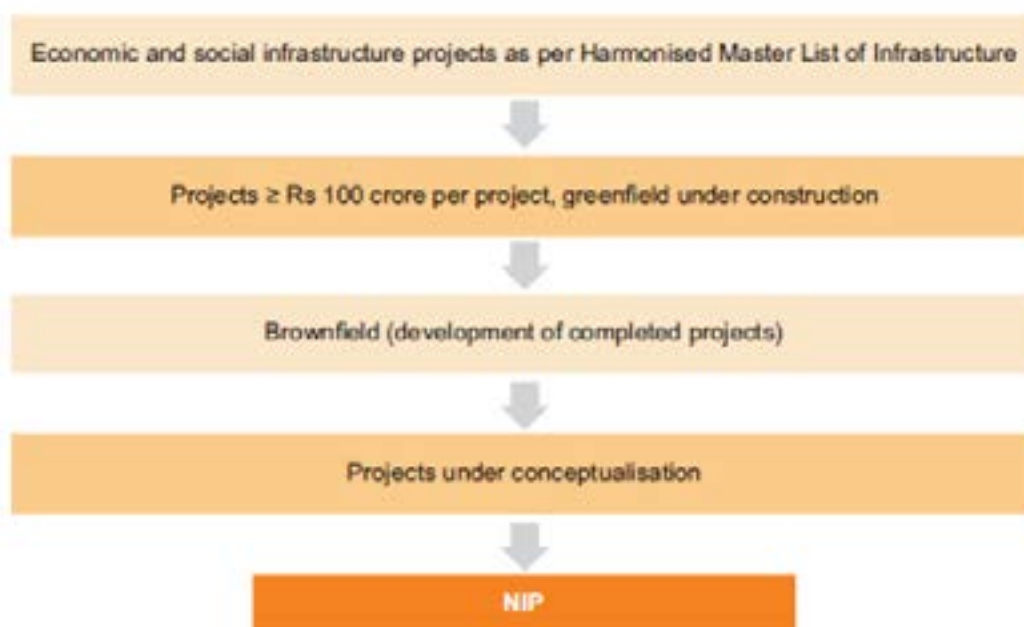 Economic and social infrastructure projects as per Harmonised Master List of Infrastructure
Projects ≥ Rs 100 crore per project, greenfield under construction
Brownfield (development of completed projects)
Projects under conceptualisation
NIP